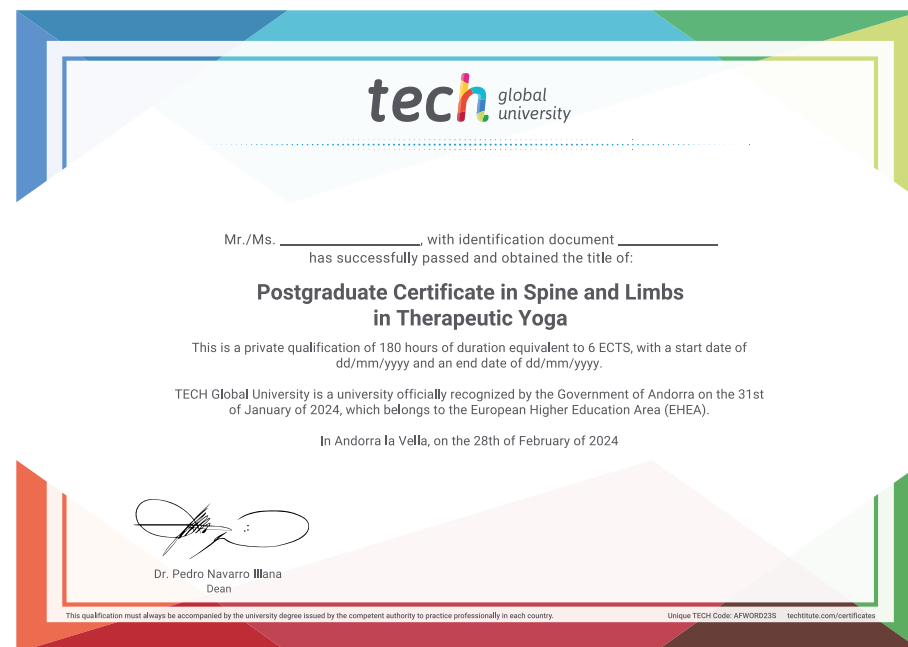 tech global university
Mr./Ms. ____________, with identification document ____________
has successfully passed and obtained the title of:
Postgraduate Certificate in Spine and Limbs
in Therapeutic Yoga
This is a private qualification of 180 hours of duration equivalent to 6 ECTS, with a start date of
dd/mm/yyyy and an end date of dd/mm/yyyy.
TECH Global University is a university officially recognized by the Government of Andorra on the 31st
of January of 2024, which belongs to the European Higher Education Area (EHEA).
In Andorra la Vella, on the 28th of February of 2024
Dr. Pedro Navarro Illana
Dean
This qualification must always be accompanied by the university degree issued by the competent authority to practice professionally in each country.
Unique TECH Code: AFWORD23S techtitute.com/certificates